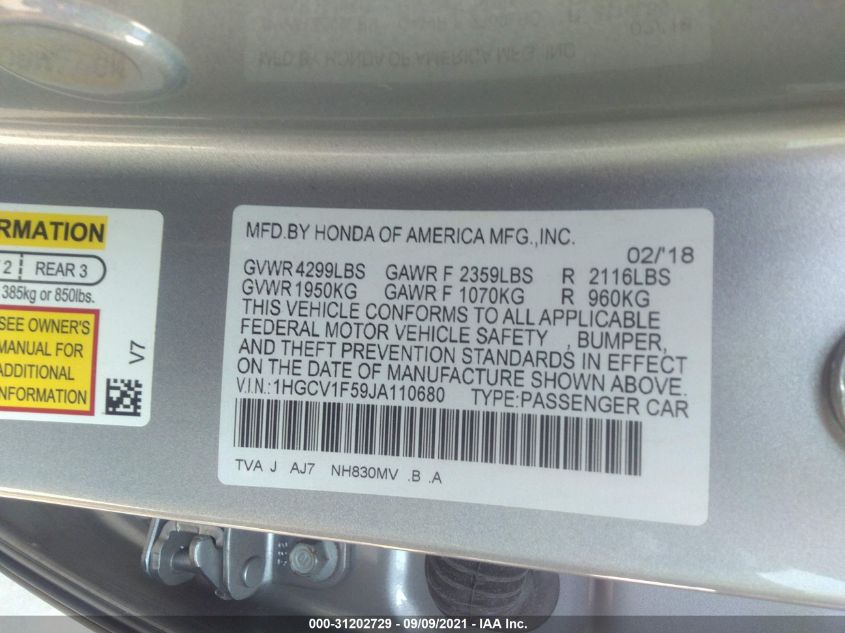 MFD.BY HONDA OF AMERICA MFG.,INC.
02/'18
GVWR 4299LBS GAWR F 2359LBS R 2116LBS
GVWR 1950KG GAWR F 1070KG R 960KG
THIS VEHICLE CONFORMS TO ALL APPLICABLE
FEDERAL MOTOR VEHICLE SAFETY , BUMPER,
AND THEFT PREVENTION STANDARDS IN EFFECT
ON THE DATE OF MANUFACTURE SHOWN ABOVE.
V.I.N.:1HGCV1F59JA110680 TYPE:PASSENGER CAR
TVA J AJ7 NH830MV .B .A
RMATION
2 REAR 3
385kg or 850lbs.
SEE OWNER'S
MANUAL FOR
ADDITIONAL
INFORMATION
V7
000-31202729 - 09/09/2021 - IAA Inc.